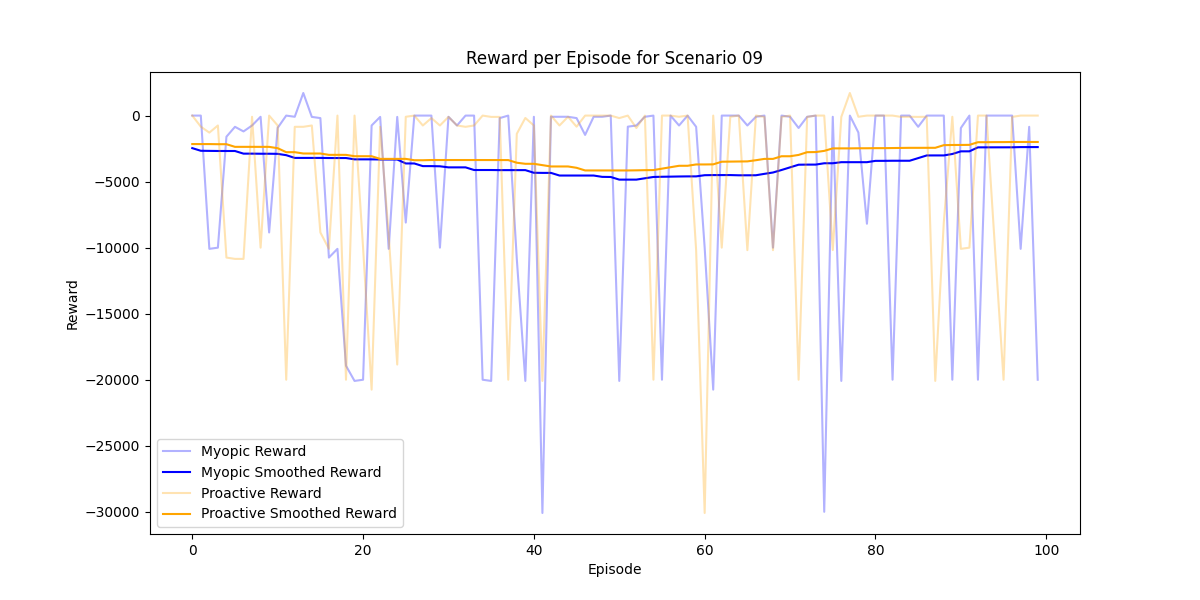 Reward per Episode for Scenario 09
Reward
0
−5000
−10000
−15000
−20000
−25000
−30000
Myopic Reward
Myopic Smoothed Reward
Proactive Reward
Proactive Smoothed Reward
0 20 40 60 80 100
Episode